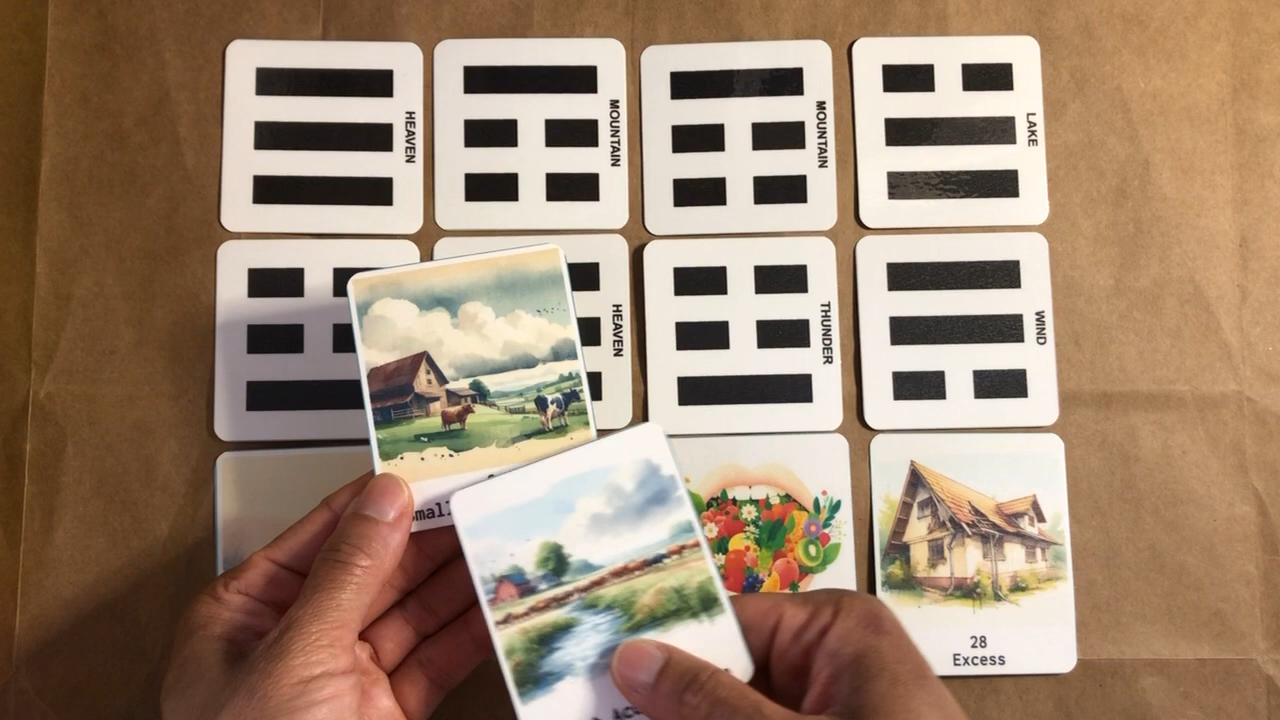 HEAVEN
MOUNTAIN
MOUNTAIN
LAKE
HEAVEN
THUNDER
WIND
28
Excess